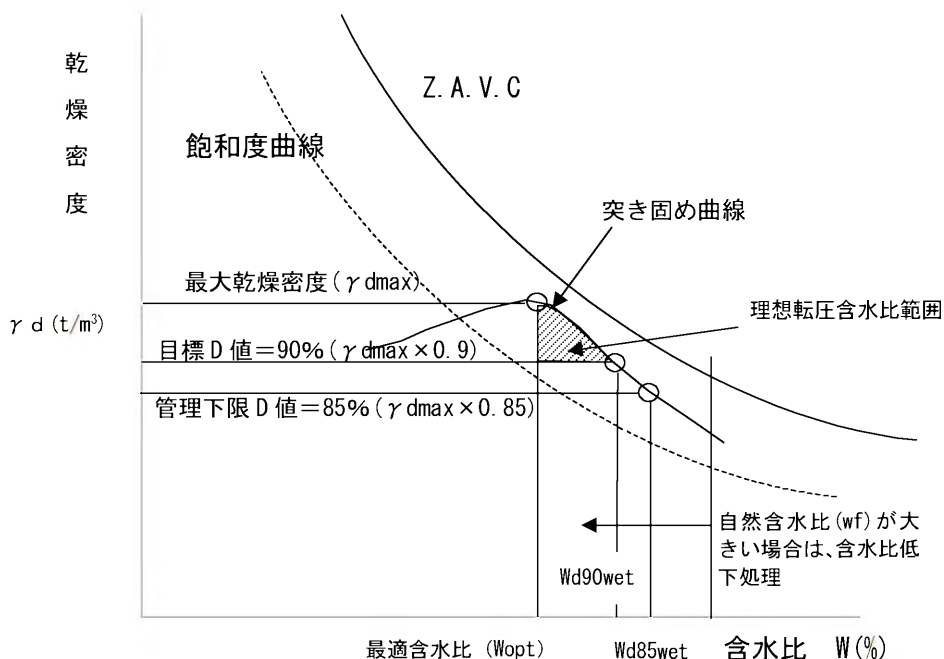 乾燥密度
γd(t/m³)
Z.A.V.C
飽和度曲線
突き固め曲線
最大乾燥密度(γdmax)
理想転圧含水比範囲
目標D値=90%(γdmax×0.9)
管理下限D値=85%(γdmax×0.85)
自然含水比(wf)が大
きい場合は、含水比低
下処理
Wd90wet
最適含水比(Wopt)
Wd85wet
含水比 W(%)